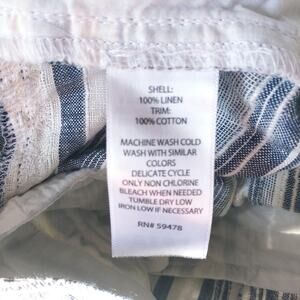 SHELL:
100% LINEN
TRIM:
100% COTTON
MACHINE WASH COLD
WASH WITH SIMILAR
COLORS
DELICATE CYCLE
ONLY NON CHLORINE
BLEACH WHEN NEEDED
TUMBLE DRY LOW
IRON LOW IF NECESSARY
RN# 59478